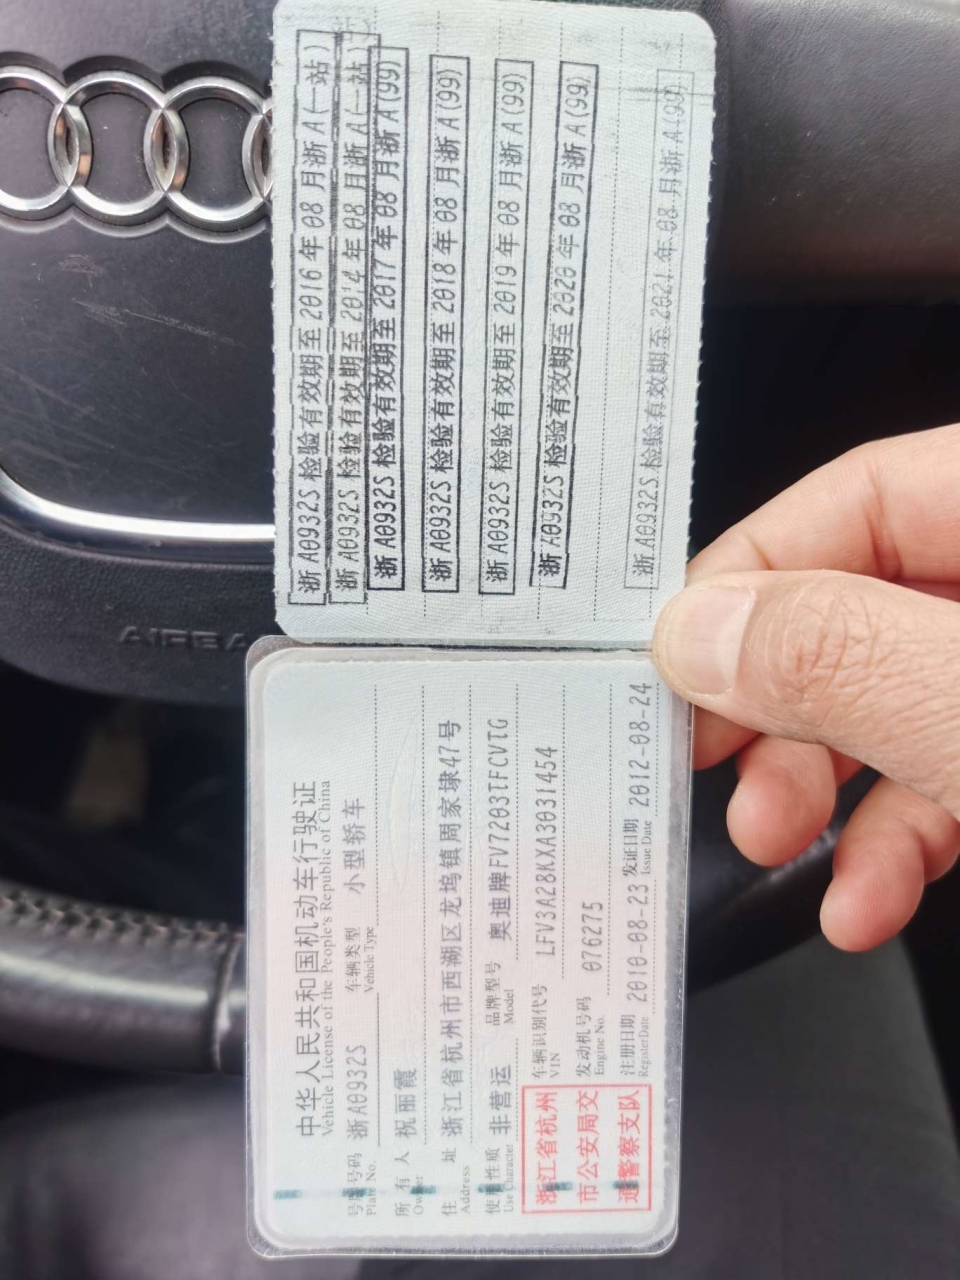 中华人民共和国机动车行驶证
Vehicle License of the People's Republic of China
号牌号码 浙A0932S 车辆类型 小型轿车
Plate No. Vehicle Type
所有人 祝丽霞
Owner
住址 浙江省杭州市西湖区龙坞镇周家埭47号
Address
使用性质 非营运 品牌型号 奥迪牌FV7203TFCVTG
Use Character Model
浙江省杭州
市公安局交
通警察支队
车辆识别代号 LFV3A28KXA3031454
VIN
发动机号码 076275
Engine No.
注册日期 2010-08-23 发证日期 2012-08-24
Register Date Issue Date
浙A0932S 检验有效期至2016年08月浙A(一站)
浙A0932S 检验有效期至2014年08月浙A(一站)
浙A0932S 检验有效期至2017年08月浙A(99)
浙A0932S 检验有效期至2018年08月浙A(99)
浙A0932S 检验有效期至2019年08月浙A(99)
浙A0932S 检验有效期至2020年08月浙A(99)
浙A0932S 检验有效期至2021年08月浙A(99)
AIRBA